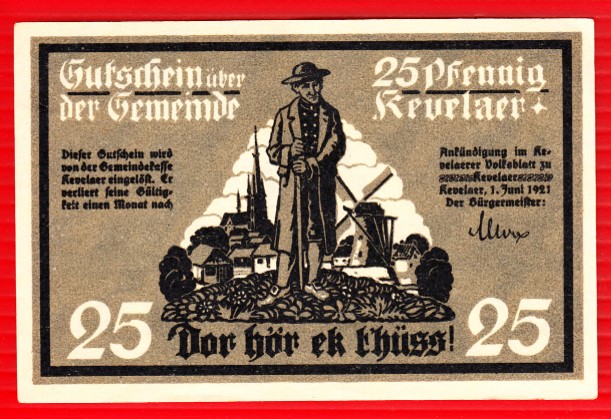 Gutschein über
der Gemeinde
25 Pfennig
Kevelaer
Dieser Gutschein wird
von der Gemeindekasse
Kevelaer eingelöst. Er
verliert seine Gültig-
keit einen Monat nach
Ankündigung im Ke-
velaerer Volksblatt zu
Kevelaer
Kevelaer, 1. Juni 1921
Der Bürgermeister:
Marx
25
25
Dor hör ek t'hüss!